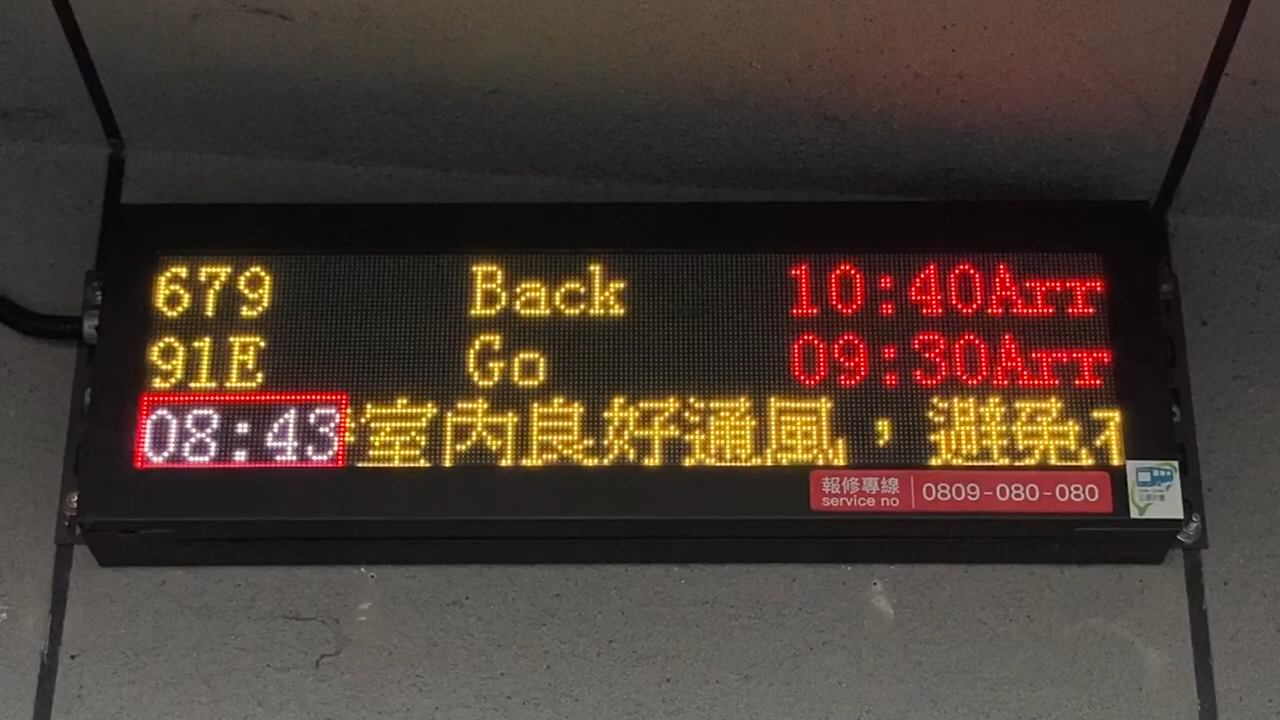 679 Back 10:40Arr
91E Go 09:30Arr
08:43 室內良好通風，避免
報修專線 0809-080-080
service no